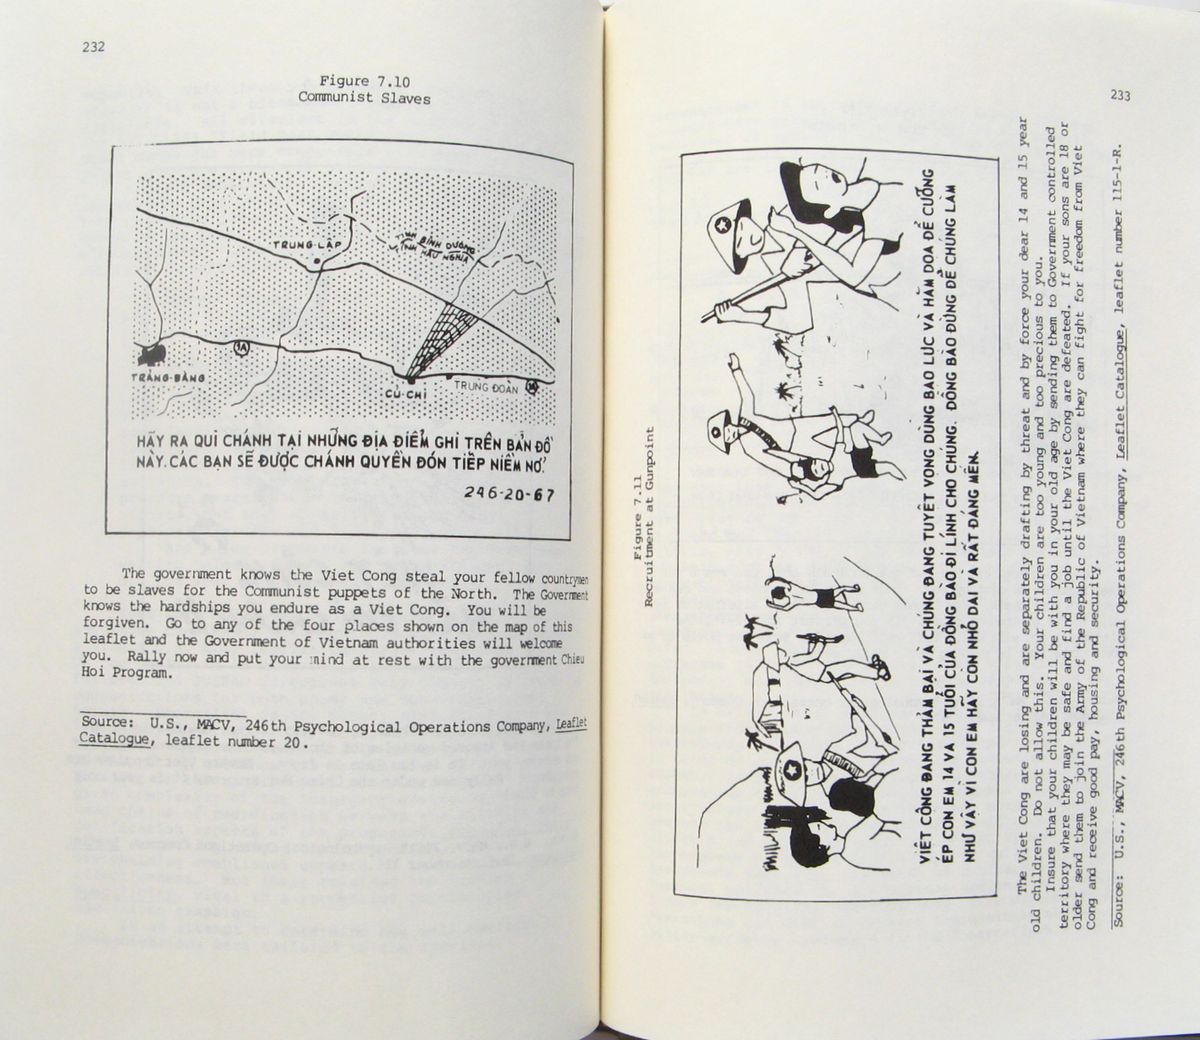 232
Figure 7.10
Communist Slaves
TRUNG-LẬP
TỈNH BÌNH DƯƠNG
TỈNH HẬU NGHĨA
1A
TRẢNG-BÀNG
CỦ-CHI
TRUNG ĐOÀN
HÃY RA QUI CHÁNH TẠI NHỮNG ĐỊA ĐIỂM GHI TRÊN BẢN ĐỒ
NÀY. CÁC BẠN SẼ ĐƯỢC CHÁNH QUYỀN ĐÓN TIẾP NIỀM NỞ.
246-20-67
The government knows the Viet Cong steal your fellow countrymen
to be slaves for the Communist puppets of the North. The Government
knows the hardships you endure as a Viet Cong. You will be
forgiven. Go to any of the four places shown on the map of this
leaflet and the Government of Vietnam authorities will welcome
you. Rally now and put your mind at rest with the government Chieu
Hoi Program.
Source: U.S., MACV, 246th Psychological Operations Company, Leaflet
Catalogue, leaflet number 20.
233
Figure 7.11
Recruitment at Gunpoint
VIỆT CỘNG ĐANG THẢM BẠI VÀ CHÚNG ĐANG TUYỆT VỌNG DÙNG BẠO LỰC VÀ HĂM DOA ĐỂ CƯỠNG
ÉP CON EM 14 VÀ 15 TUỔI CỦA ĐỒNG BÀO ĐI LÍNH CHO CHÚNG. ĐỒNG BÀO ĐỪNG ĐỂ CHÚNG LÀM
NHƯ VẬY VÌ CON EM HÃY CÒN NHỎ DẠI VÀ RẤT ĐÁNG MẾN.
The Viet Cong are losing and are separately drafting by threat and by force your dear 14 and 15 year
old children. Do not allow this. Your children are too young and too precious to you.
Insure that your children will be with you in your old age by sending them to Government controlled
territory where they may be safe and find a job until the Viet Cong are defeated. If your sons are 18 or
older send them to join the Army of the Republic of Vietnam where they can fight for freedom from Viet
Cong and receive good pay, housing and security.
Source: U.S., MACV, 246th Psychological Operations Company, Leaflet Catalogue, leaflet number 115-1-R.